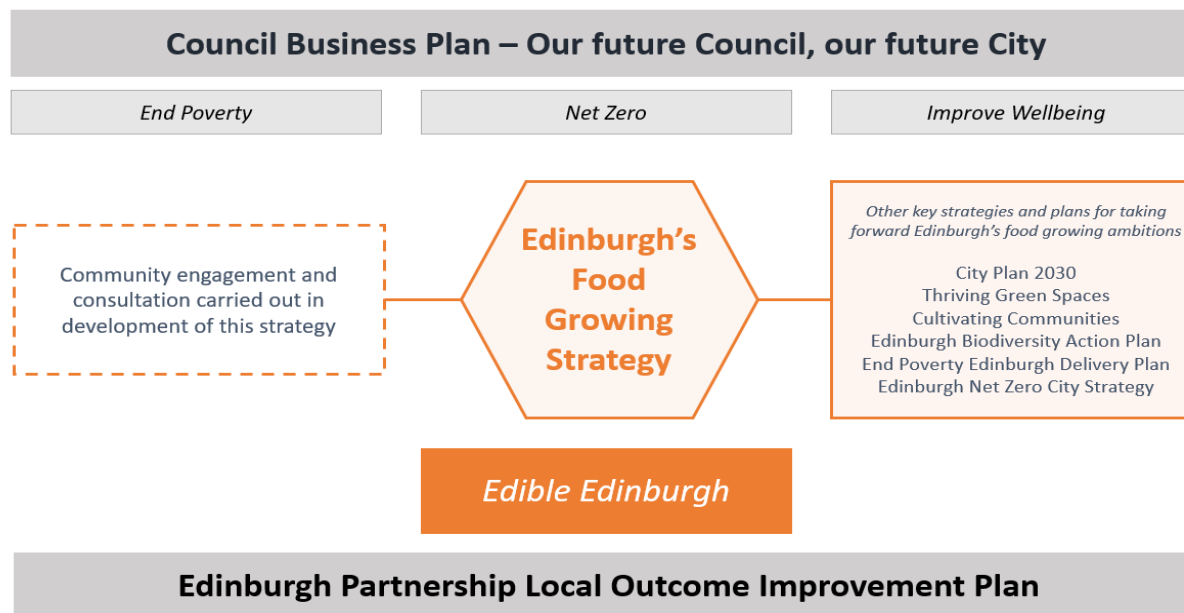 Council Business Plan – Our future Council, our future City
End Poverty
Net Zero
Improve Wellbeing
Community engagement and
consultation carried out in
development of this strategy
Edinburgh’s
Food
Growing
Strategy
Other key strategies and plans for taking
forward Edinburgh’s food growing ambitions
City Plan 2030
Thriving Green Spaces
Cultivating Communities
Edinburgh Biodiversity Action Plan
End Poverty Edinburgh Delivery Plan
Edinburgh Net Zero City Strategy
Edible Edinburgh
Edinburgh Partnership Local Outcome Improvement Plan